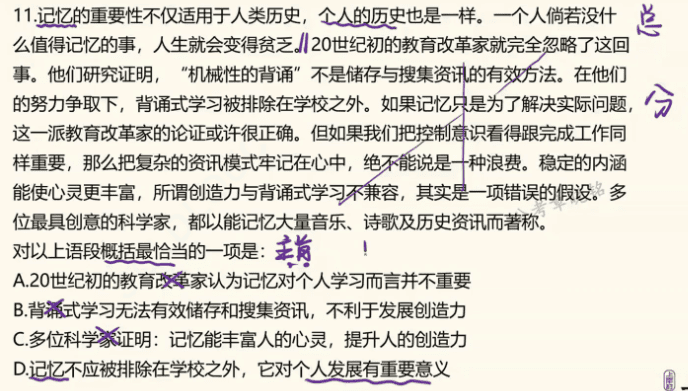 11.记忆的重要性不仅适用于人类历史，个人的历史也是一样。一个人倘若没什
么值得记忆的事，人生就会变得贫乏。20世纪初的教育改革家就完全忽略了这回
事。他们研究证明，“机械性的背诵”不是储存与搜集资讯的有效方法。在他们
的努力争取下，背诵式学习被排除在学校之外。如果记忆只是为了解决实际问题，
这一派教育改革家的论证或许很正确。但如果我们把控制意识看得跟完成工作同
样重要，那么把复杂的资讯模式牢记在心中，绝不能说是一种浪费。稳定的内涵
能使心灵更丰富，所谓创造力与背诵式学习不兼容，其实是一项错误的假设。多
位最具创意的科学家，都以能记忆大量音乐、诗歌及历史资讯而著称。
对以上语段概括最恰当的一项是：
A.20世纪初的教育改革家认为记忆对个人学习而言并不重要
B.背诵式学习无法有效储存和搜集资讯，不利于发展创造力
C.多位科学家证明：记忆能丰富人的心灵，提升人的创造力
D.记忆不应被排除在学校之外，它对个人发展有重要意义
总
分